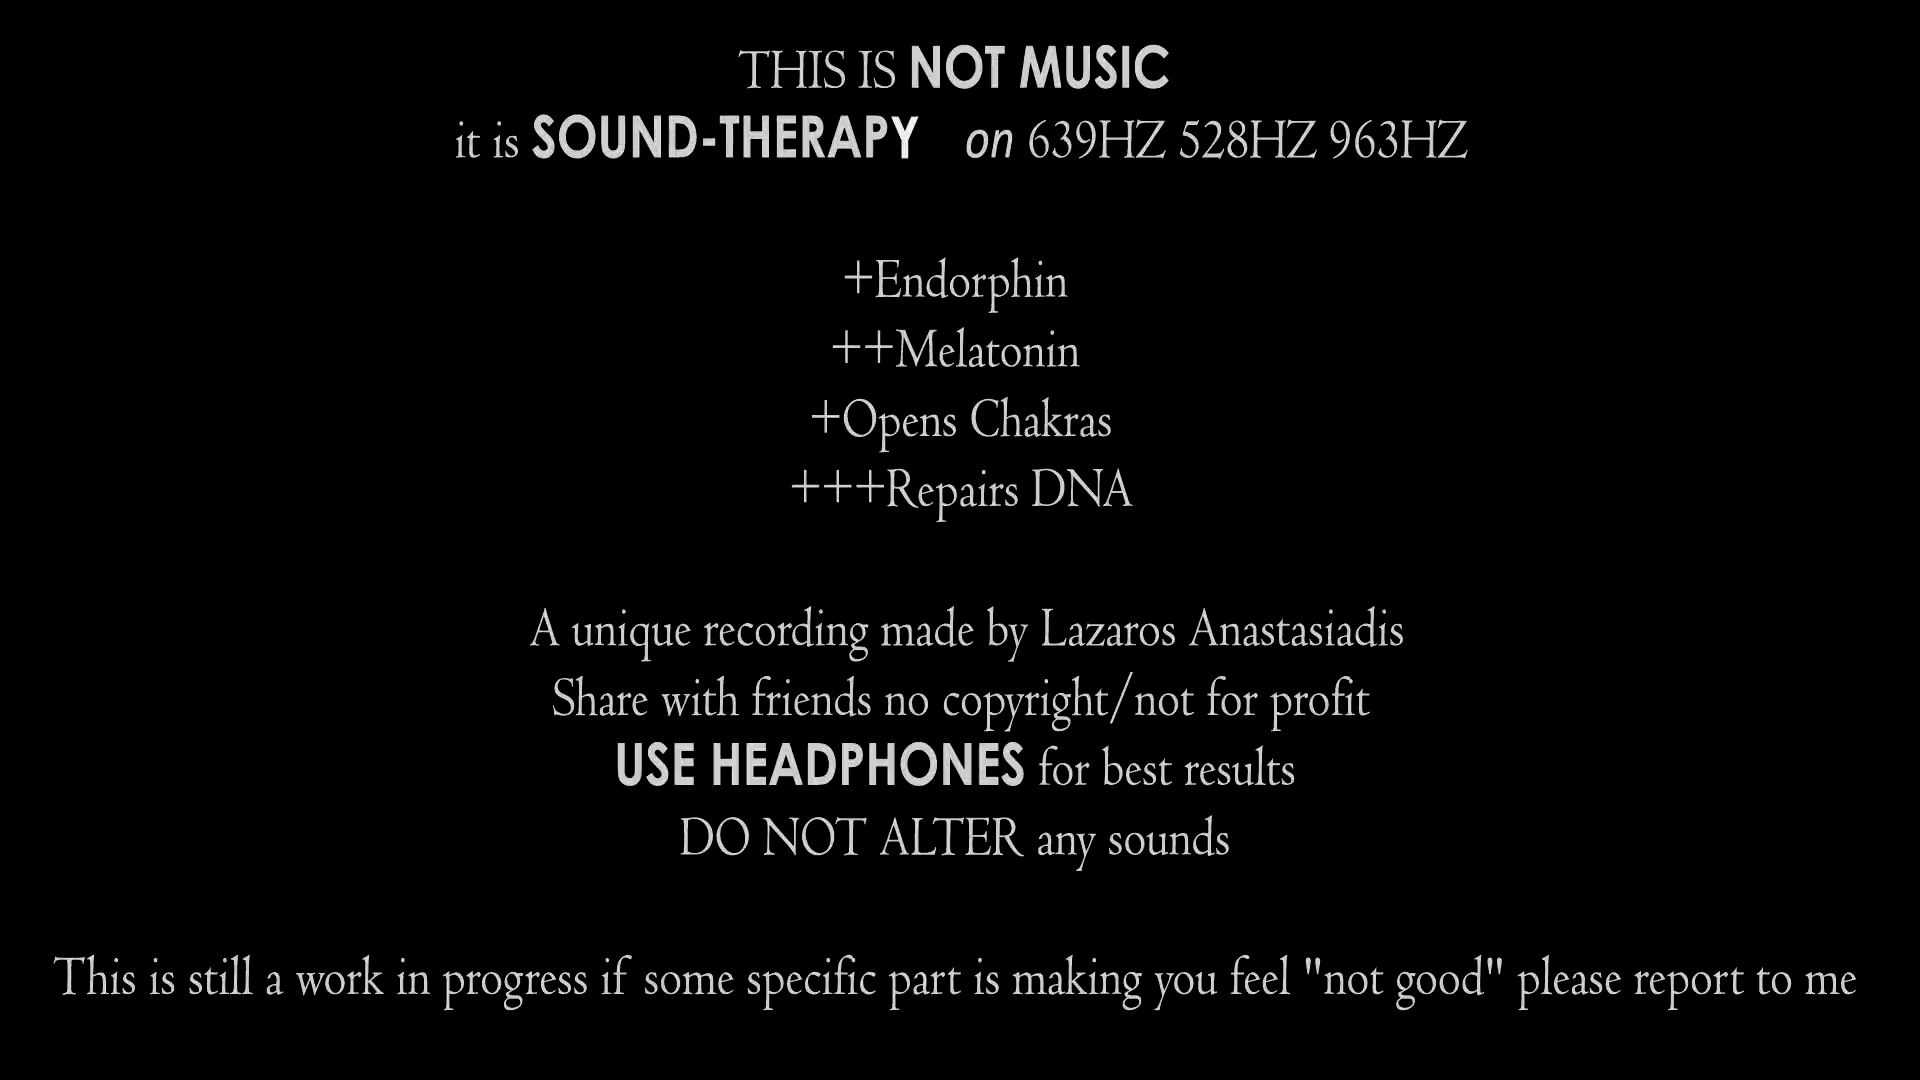 THIS IS NOT MUSIC
it is SOUND-THERAPY on 639HZ 528HZ 963HZ
+Endorphin
++Melatonin
+Opens Chakras
+++Repairs DNA
A unique recording made by Lazaros Anastasiadis
Share with friends no copyright/not for profit
USE HEADPHONES for best results
DO NOT ALTER any sounds
This is still a work in progress if some specific part is making you feel "not good" please report to me